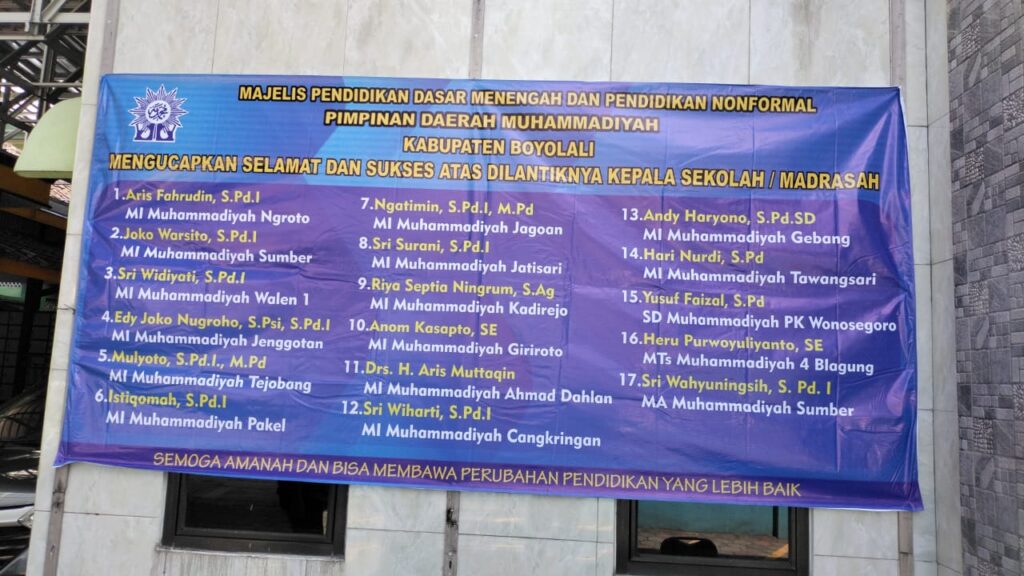 MAJELIS PENDIDIKAN DASAR MENENGAH DAN PENDIDIKAN NONFORMAL
PIMPINAN DAERAH MUHAMMADIYAH
KABUPATEN BOYOLALI
MENGUCAPKAN SELAMAT DAN SUKSES ATAS DILANTIKNYA KEPALA SEKOLAH / MADRASAH
1.Aris Fahrudin, S.Pd.I
MI Muhammadiyah Ngroto
2.Joko Warsito, S.Pd.I
MI Muhammadiyah Sumber
3.Sri Widiyati, S.Pd.I
MI Muhammadiyah Walen 1
4.Edy Joko Nugroho, S.Psi, S.Pd.I
MI Muhammadiyah Jenggotan
5.Mulyoto, S.Pd.I., M.Pd
MI Muhammadiyah Tejobang
6.Istiqomah, S.Pd.I
MI Muhammadiyah Pakel
7.Ngatimin, S.Pd.I, M.Pd
MI Muhammadiyah Jagoan
8.Sri Surani, S.Pd.I
MI Muhammadiyah Jatisari
9.Riya Septia Ningrum, S.Ag
MI Muhammadiyah Kadirejo
10.Anom Kasapto, SE
MI Muhammadiyah Giriroto
11.Drs. H. Aris Muttaqin
MI Muhammadiyah Ahmad Dahlan
12.Sri Wiharti, S.Pd.I
MI Muhammadiyah Cangkringan
13.Andy Haryono, S.Pd.SD
MI Muhammadiyah Gebang
14.Hari Nurdi, S.Pd
MI Muhammadiyah Tawangsari
15.Yusuf Faizal, S.Pd
SD Muhammadiyah PK Wonosegoro
16.Heru Purwoyuliyanto, SE
MTs Muhammadiyah 4 Blagung
17.Sri Wahyuningsih, S. Pd. I
MA Muhammadiyah Sumber
SEMOGA AMANAH DAN BISA MEMBAWA PERUBAHAN PENDIDIKAN YANG LEBIH BAIK